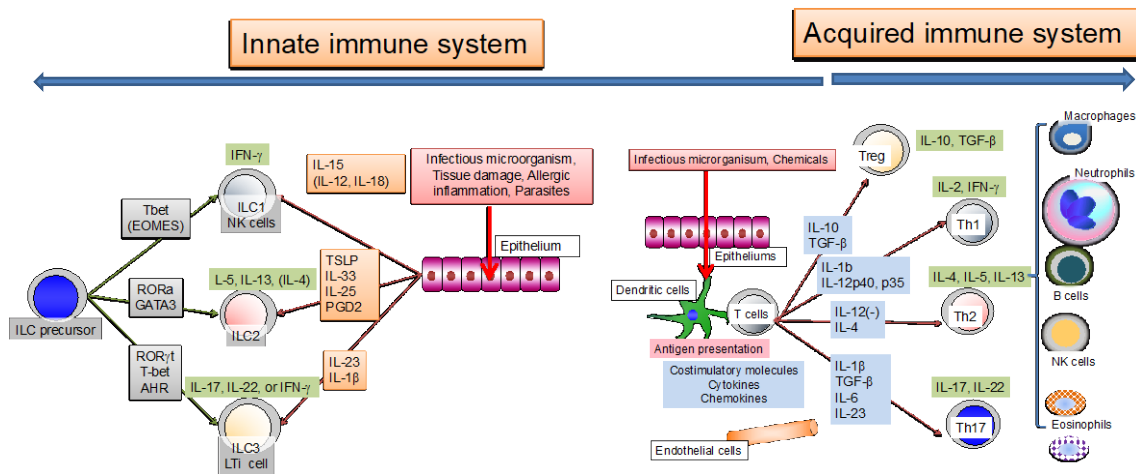 Innate immune system
Acquired immune system
IFN-γ
IL-15
(IL-12, IL-18)
Infectious microorganism,
Tissue damage, Allergic
inflammation, Parasites
ILC1
NK cells
Tbet
(EOMES)
Epithelium
L-5, IL-13, (IL-4)
TSLP
IL-33
IL-25
PGD2
RORa
GATA3
ILC precursor
ILC2
RORγt
T-bet
AHR
IL-23
IL-1β
IL-17, IL-22, or IFN-γ
ILC3
LTi cell
Infectious microrganisum, Chemicals
Epitheliums
Dendritic cells
T cells
Antigen presentation
Costimulatory molecules
Cytokines
Chemokines
Endothelial cells
Treg
IL-10, TGF-β
IL-10
TGF-β
IL-2, IFN-γ
Th1
IL-1b
IL-12p40, p35
IL-4, IL-5, IL-13
IL-12(-)
IL-4
Th2
IL-1β
TGF-β
IL-6
IL-23
IL-17, IL-22
Th17
Macrophages
Neutrophils
B cells
NK cells
Eosinophils